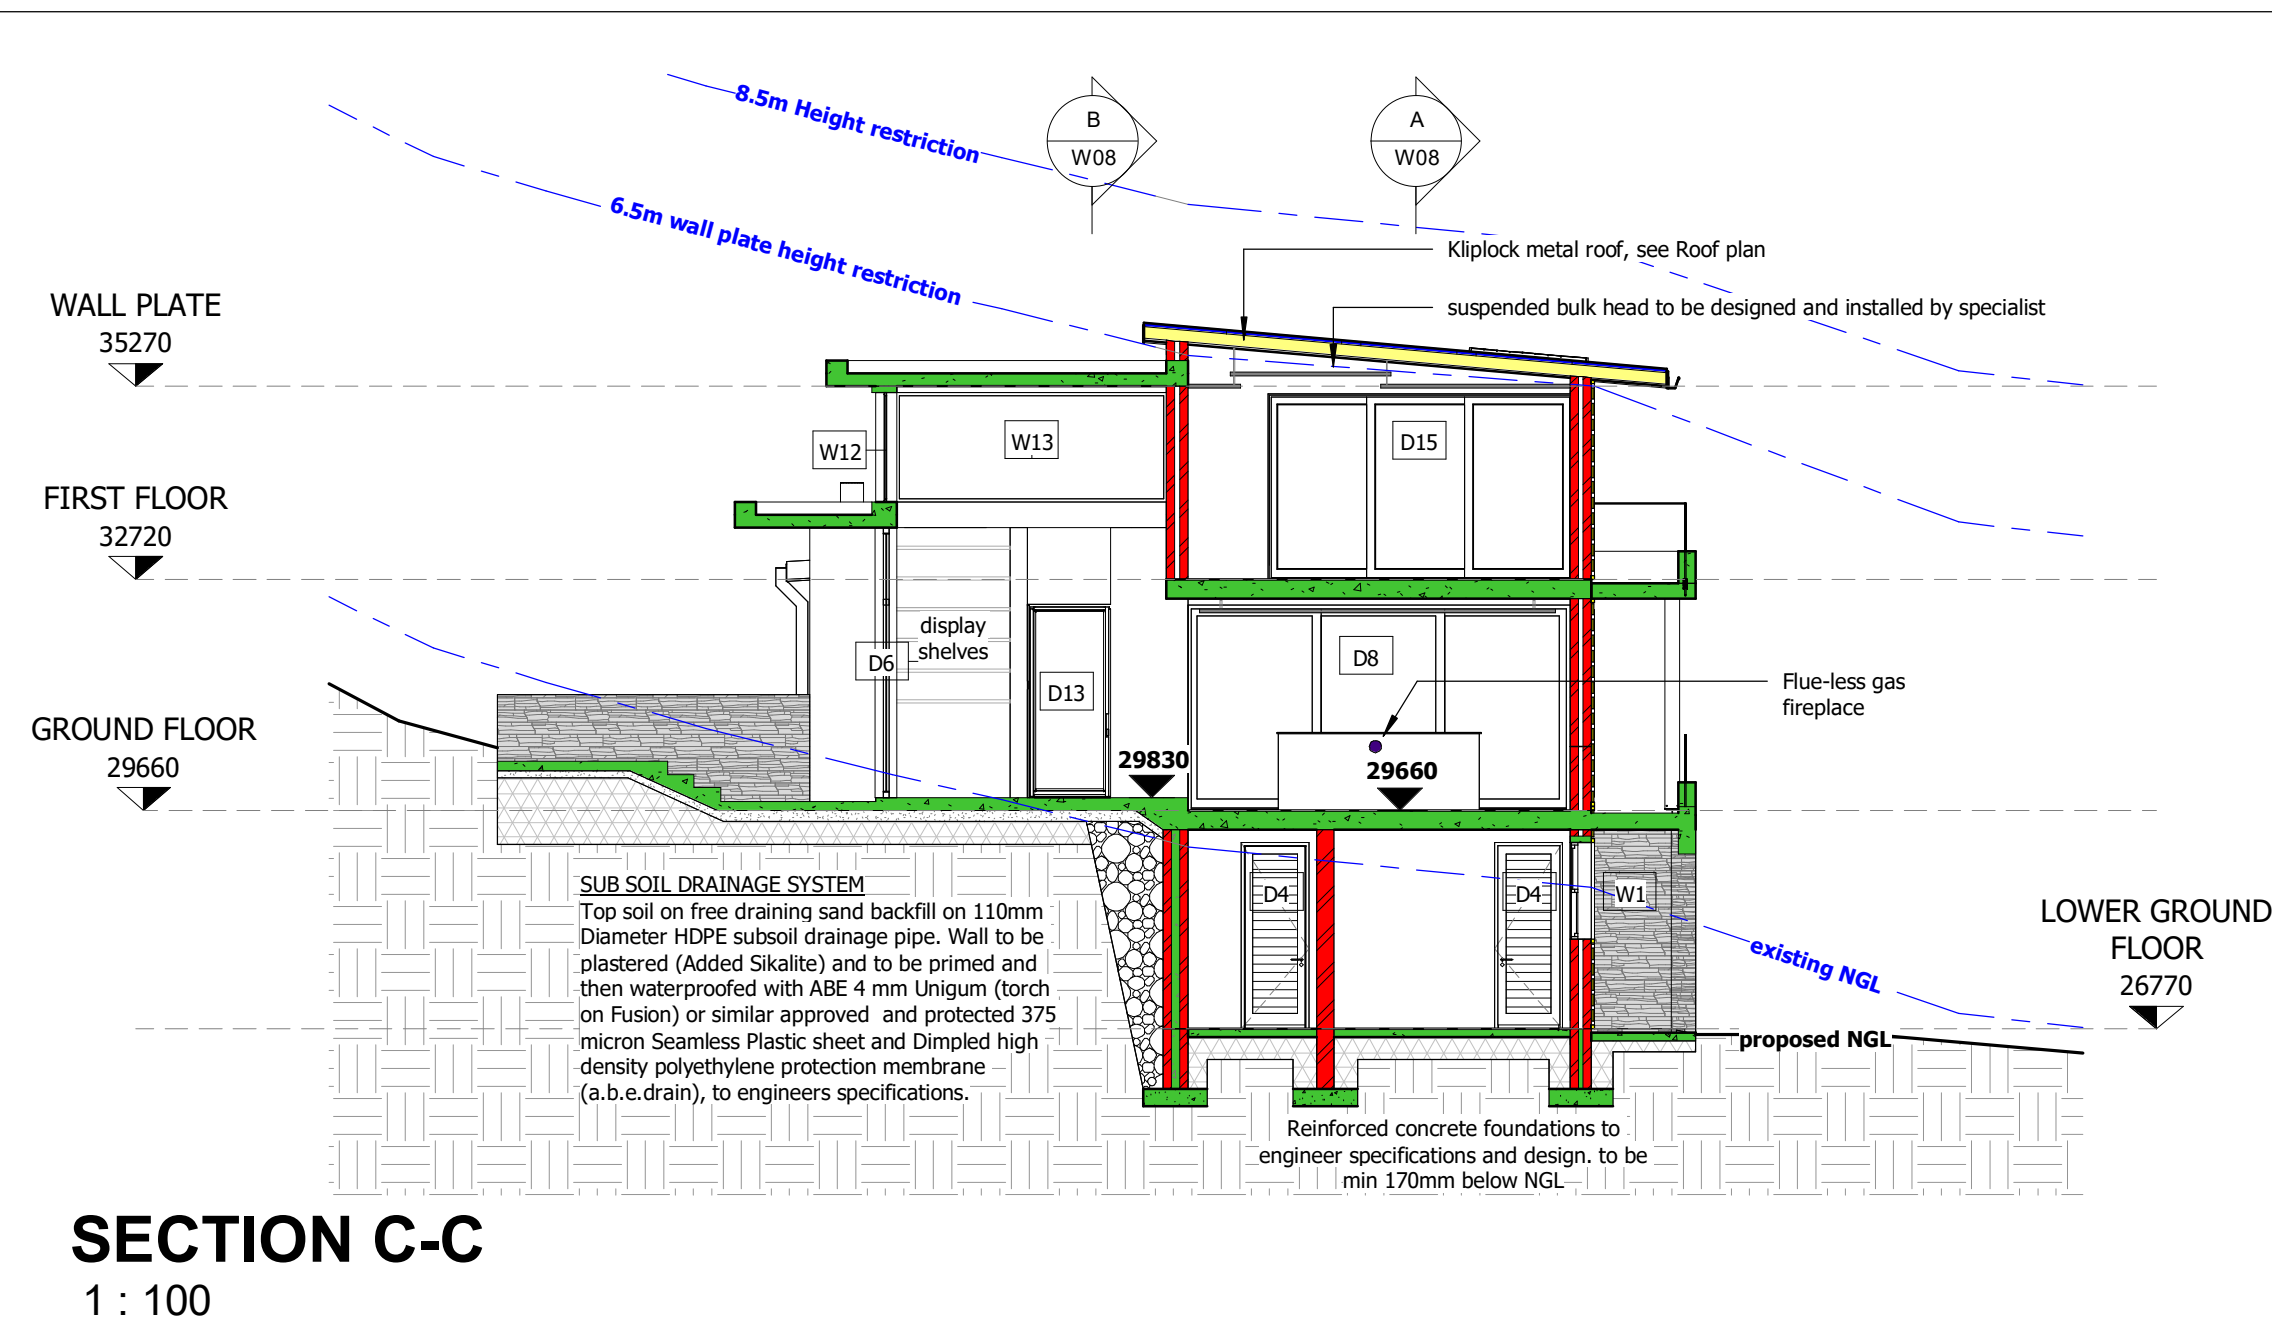 8.5m Height restriction
B
W08
A
W08
6.5m wall plate height restriction
Kliplock metal roof, see Roof plan
suspended bulk head to be designed and installed by specialist
WALL PLATE
35270
W12
W13
D15
FIRST FLOOR
32720
display
shelves
D6
D13
D8
Flue-less gas
fireplace
GROUND FLOOR
29660
29830
29660
SUB SOIL DRAINAGE SYSTEM
Top soil on free draining sand backfill on 110mm
Diameter HDPE subsoil drainage pipe. Wall to be
plastered (Added Sikalite) and to be primed and
then waterproofed with ABE 4 mm Unigum (torch
on Fusion) or similar approved and protected 375
micron Seamless Plastic sheet and Dimpled high
density polyethylene protection membrane
(a.b.e.drain), to engineers specifications.
D4
D4
W1
existing NGL
LOWER GROUND
FLOOR
26770
proposed NGL
Reinforced concrete foundations to
engineer specifications and design. to be
min 170mm below NGL
SECTION C-C
1 : 100